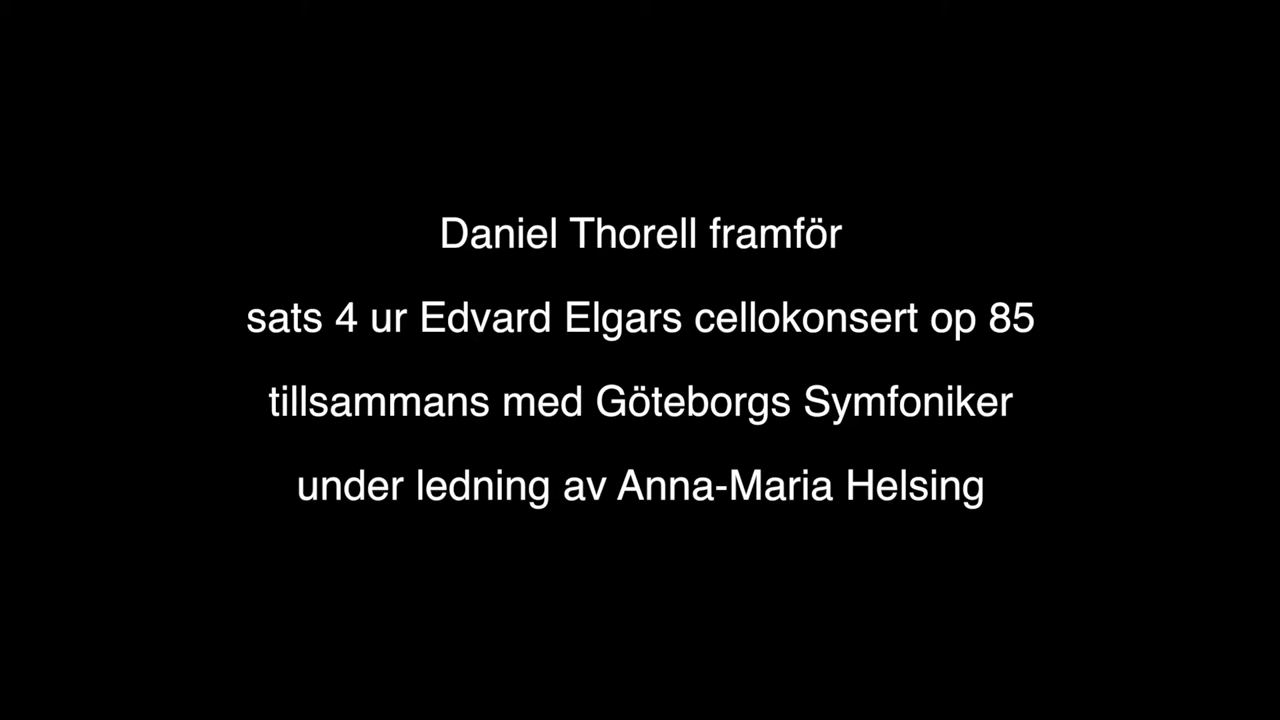 Daniel Thorell framför
sats 4 ur Edvard Elgars cellokonsert op 85
tillsammans med Göteborgs Symfoniker
under ledning av Anna-Maria Helsing